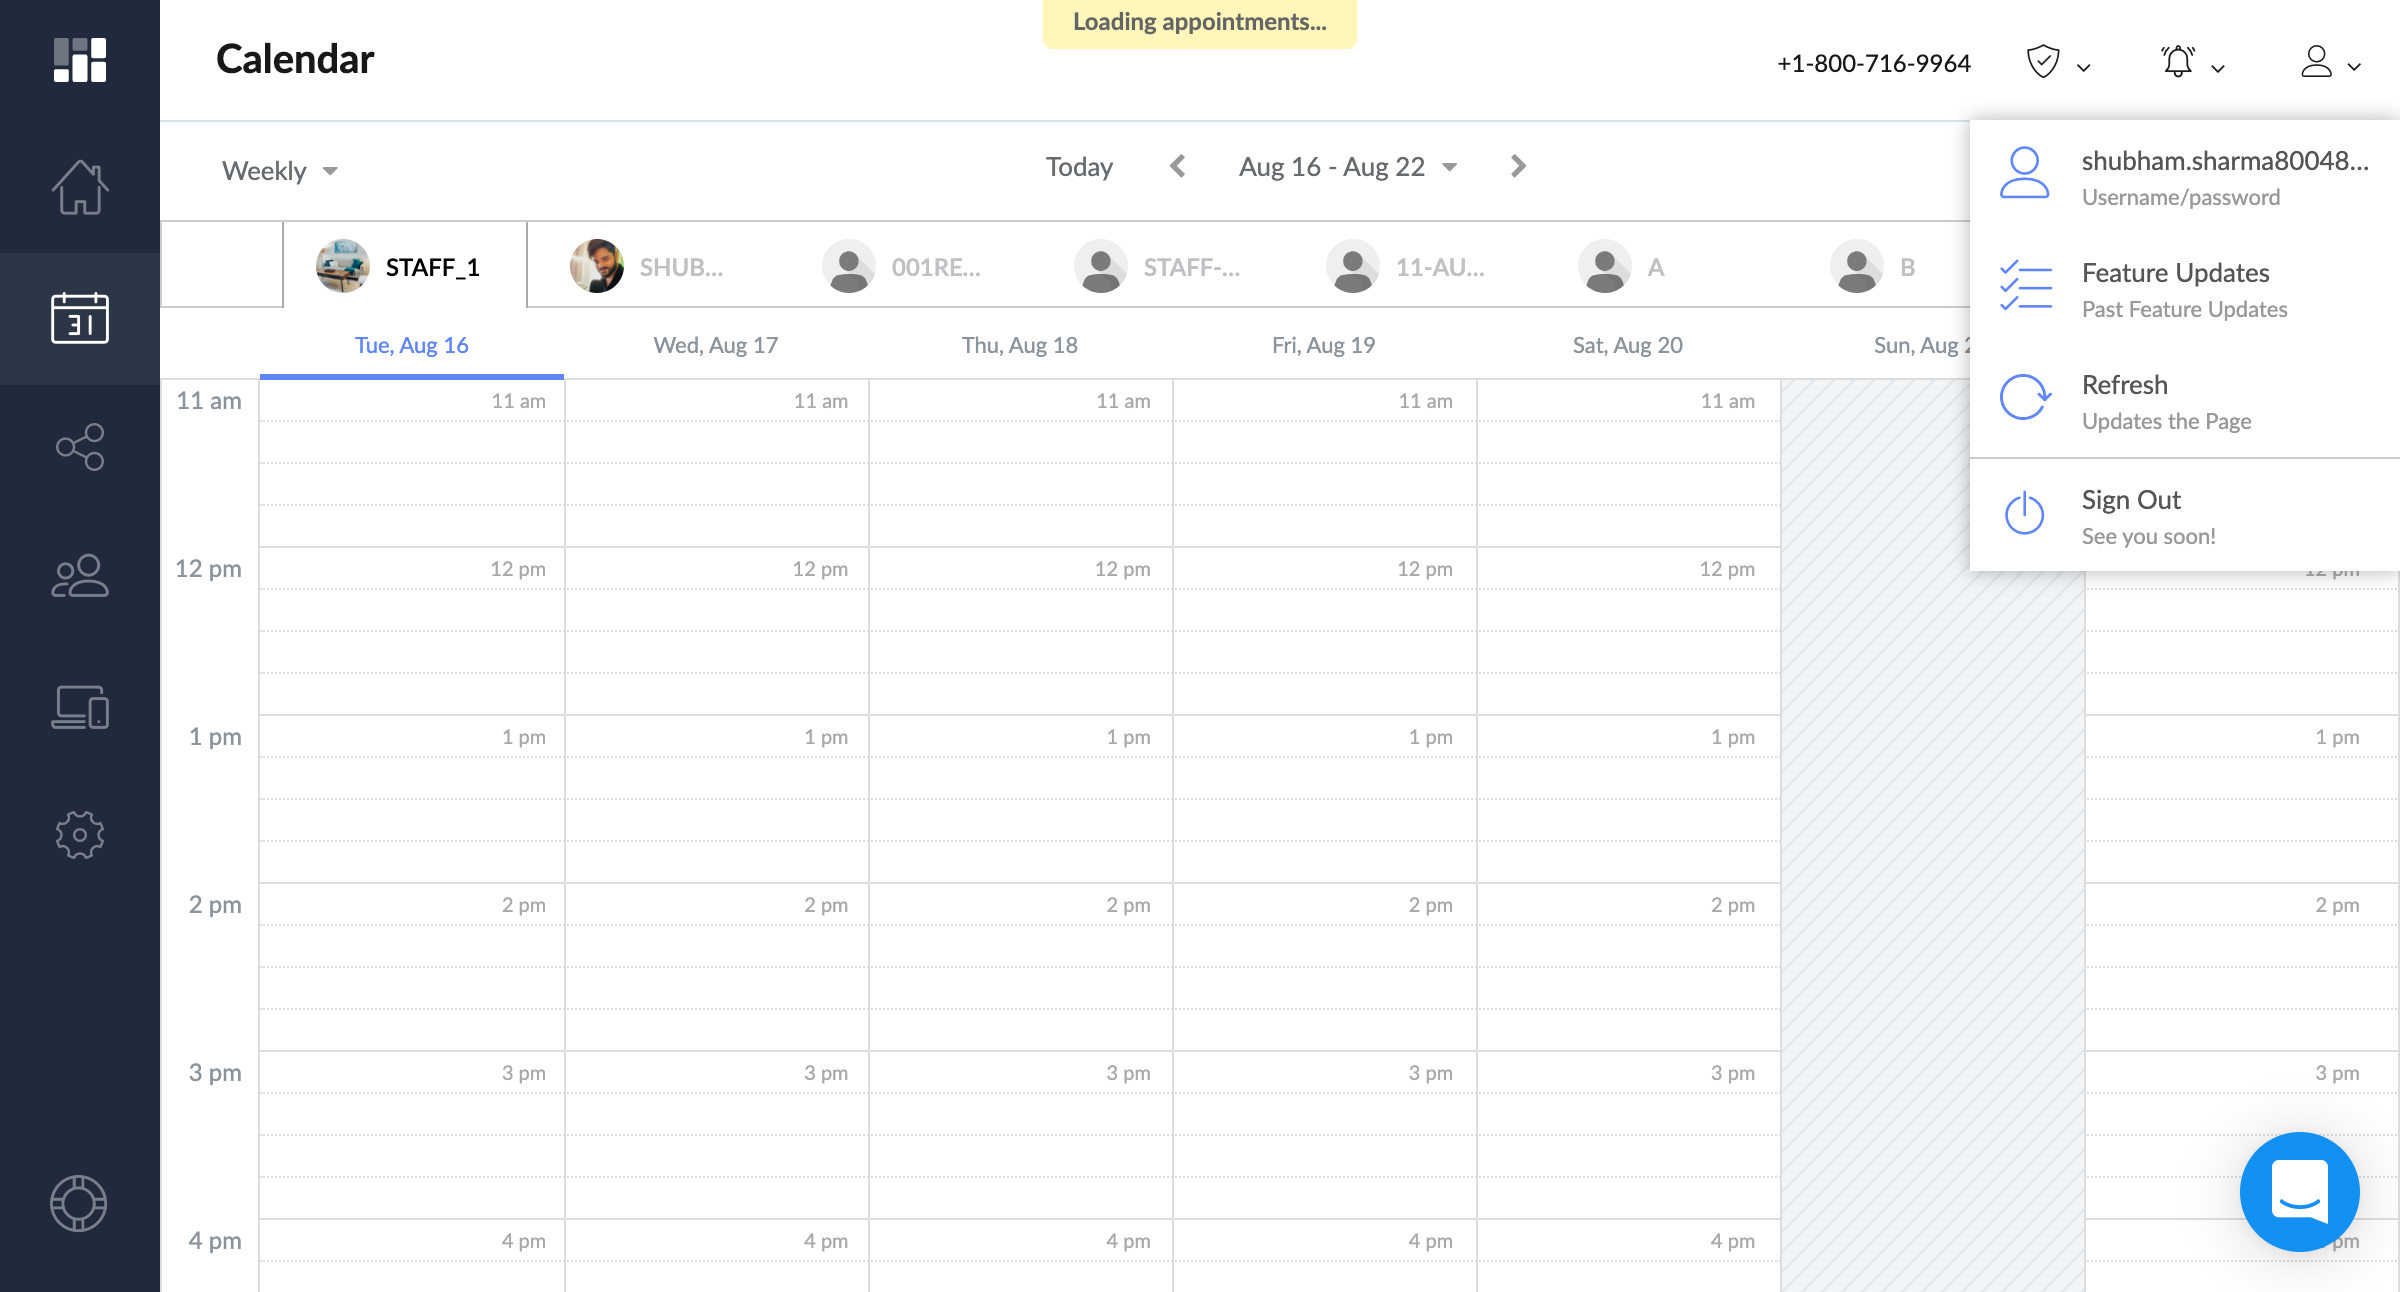 Loading appointments...
Calendar
+1-800-716-9964
Weekly
Today
Aug 16 - Aug 22
31
STAFF_1
SHUB...
001RE...
STAFF-...
11-AU...
A
B
Tue, Aug 16
Wed, Aug 17
Thu, Aug 18
Fri, Aug 19
Sat, Aug 20
Sun, Aug
shubham.sharma80048...
Username/password
Feature Updates
Past Feature Updates
Refresh
Updates the Page
Sign Out
See you soon!
11 am 11 am 11 am 11 am 11 am 11 am
12 pm 12 pm 12 pm 12 pm 12 pm 12 pm 12 pm
1 pm 1 pm 1 pm 1 pm 1 pm 1 pm 1 pm
2 pm 2 pm 2 pm 2 pm 2 pm 2 pm 2 pm
3 pm 3 pm 3 pm 3 pm 3 pm 3 pm 3 pm
4 pm 4 pm 4 pm 4 pm 4 pm 4 pm pm